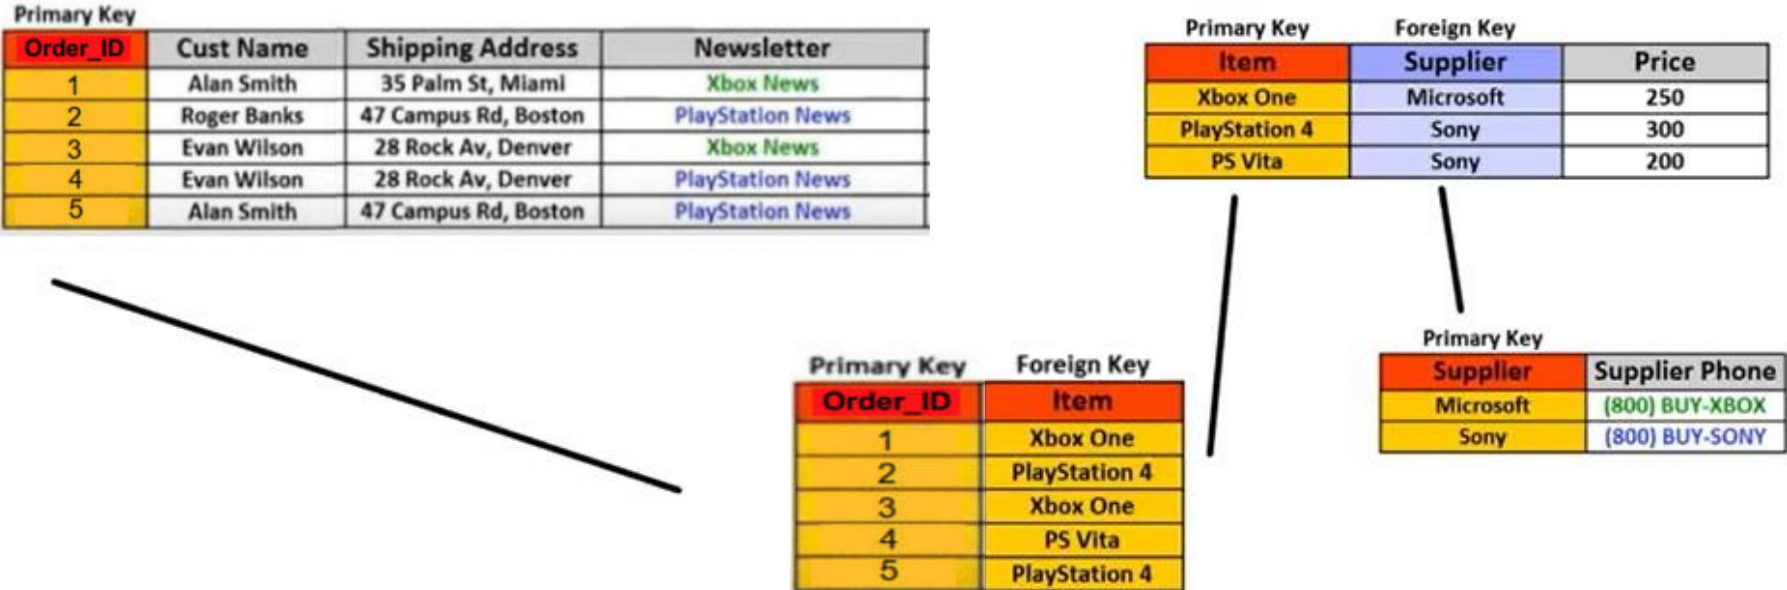 Primary Key
Order_ID Cust Name Shipping Address Newsletter
1 Alan Smith 35 Palm St, Miami Xbox News
2 Roger Banks 47 Campus Rd, Boston PlayStation News
3 Evan Wilson 28 Rock Av, Denver Xbox News
4 Evan Wilson 28 Rock Av, Denver PlayStation News
5 Alan Smith 47 Campus Rd, Boston PlayStation News
Primary Key Foreign Key
Item Supplier Price
Xbox One Microsoft 250
PlayStation 4 Sony 300
PS Vita Sony 200
Primary Key Foreign Key
Order_ID Item
1 Xbox One
2 PlayStation 4
3 Xbox One
4 PS Vita
5 PlayStation 4
Primary Key
Supplier Supplier Phone
Microsoft (800) BUY-XBOX
Sony (800) BUY-SONY